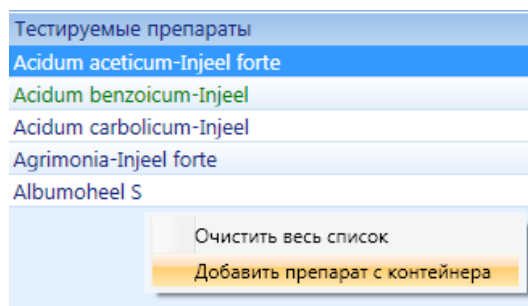 Тестируемые препараты
Acidum aceticum-Injeel forte
Acidum benzoicum-Injeel
Acidum carbolicum-Injeel
Agrimonia-Injeel forte
Albumoheel S
Очистить весь список
Добавить препарат с контейнера